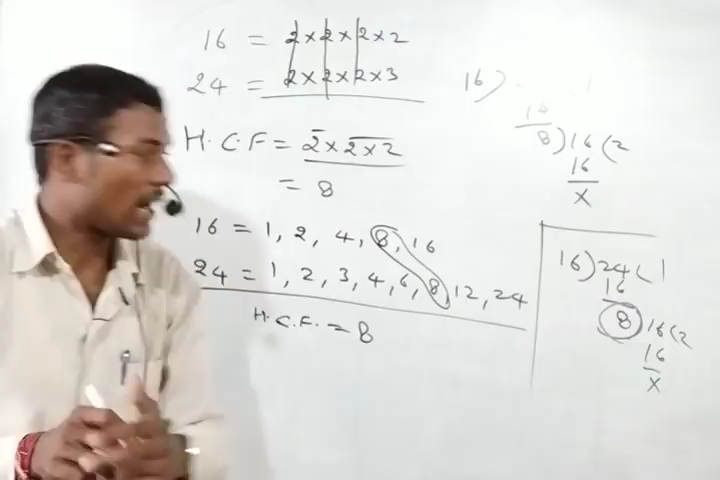 16 = 2 x 2 x 2 x 2
24 = 2 x 2 x 2 x 3
H.C.F = 2 x 2 x 2
= 8
16 = 1, 2, 4, 8, 16
24 = 1, 2, 3, 4, 6, 8, 12, 24
H.C.F. = 8
16)
16
8)16(2
16
x
16)24(1
16
8)16(2
16
x